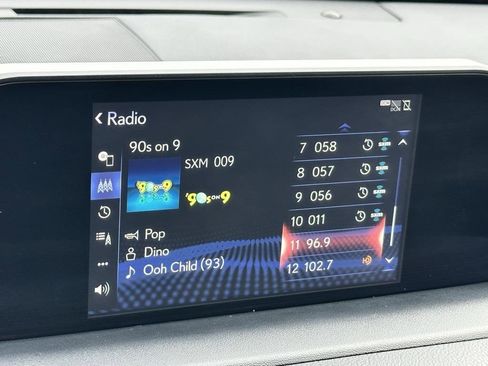 < Radio
DCM
90s on 9
SXM 009
'90s on 9
Pop
Dino
Ooh Child (93)
7 058
8 057
9 056
10 011
11 96.9
12 102.7